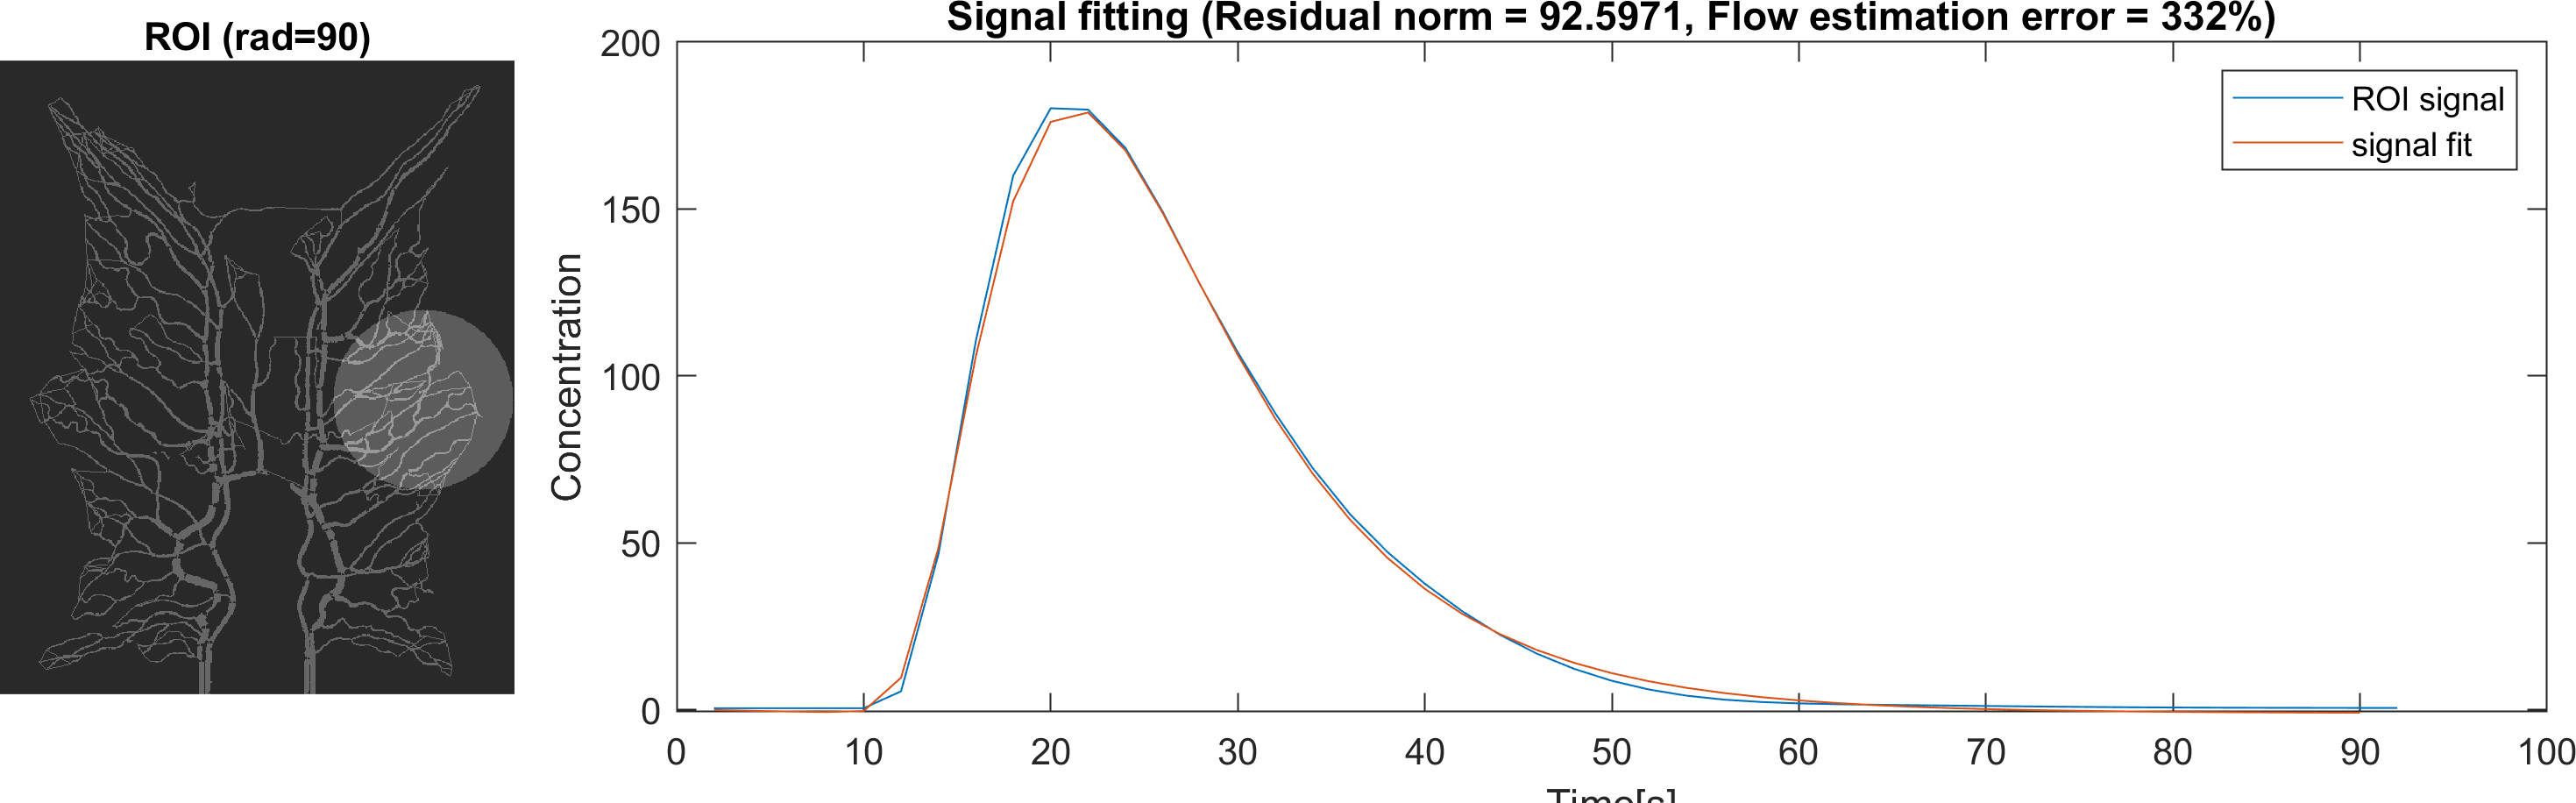 ROI (rad=90)
Signal fitting (Residual norm = 92.5971, Flow estimation error = 332%)
200
150
100
50
0
Concentration
ROI signal
signal fit
0 10 20 30 40 50 60 70 80 90 100
Time[s]